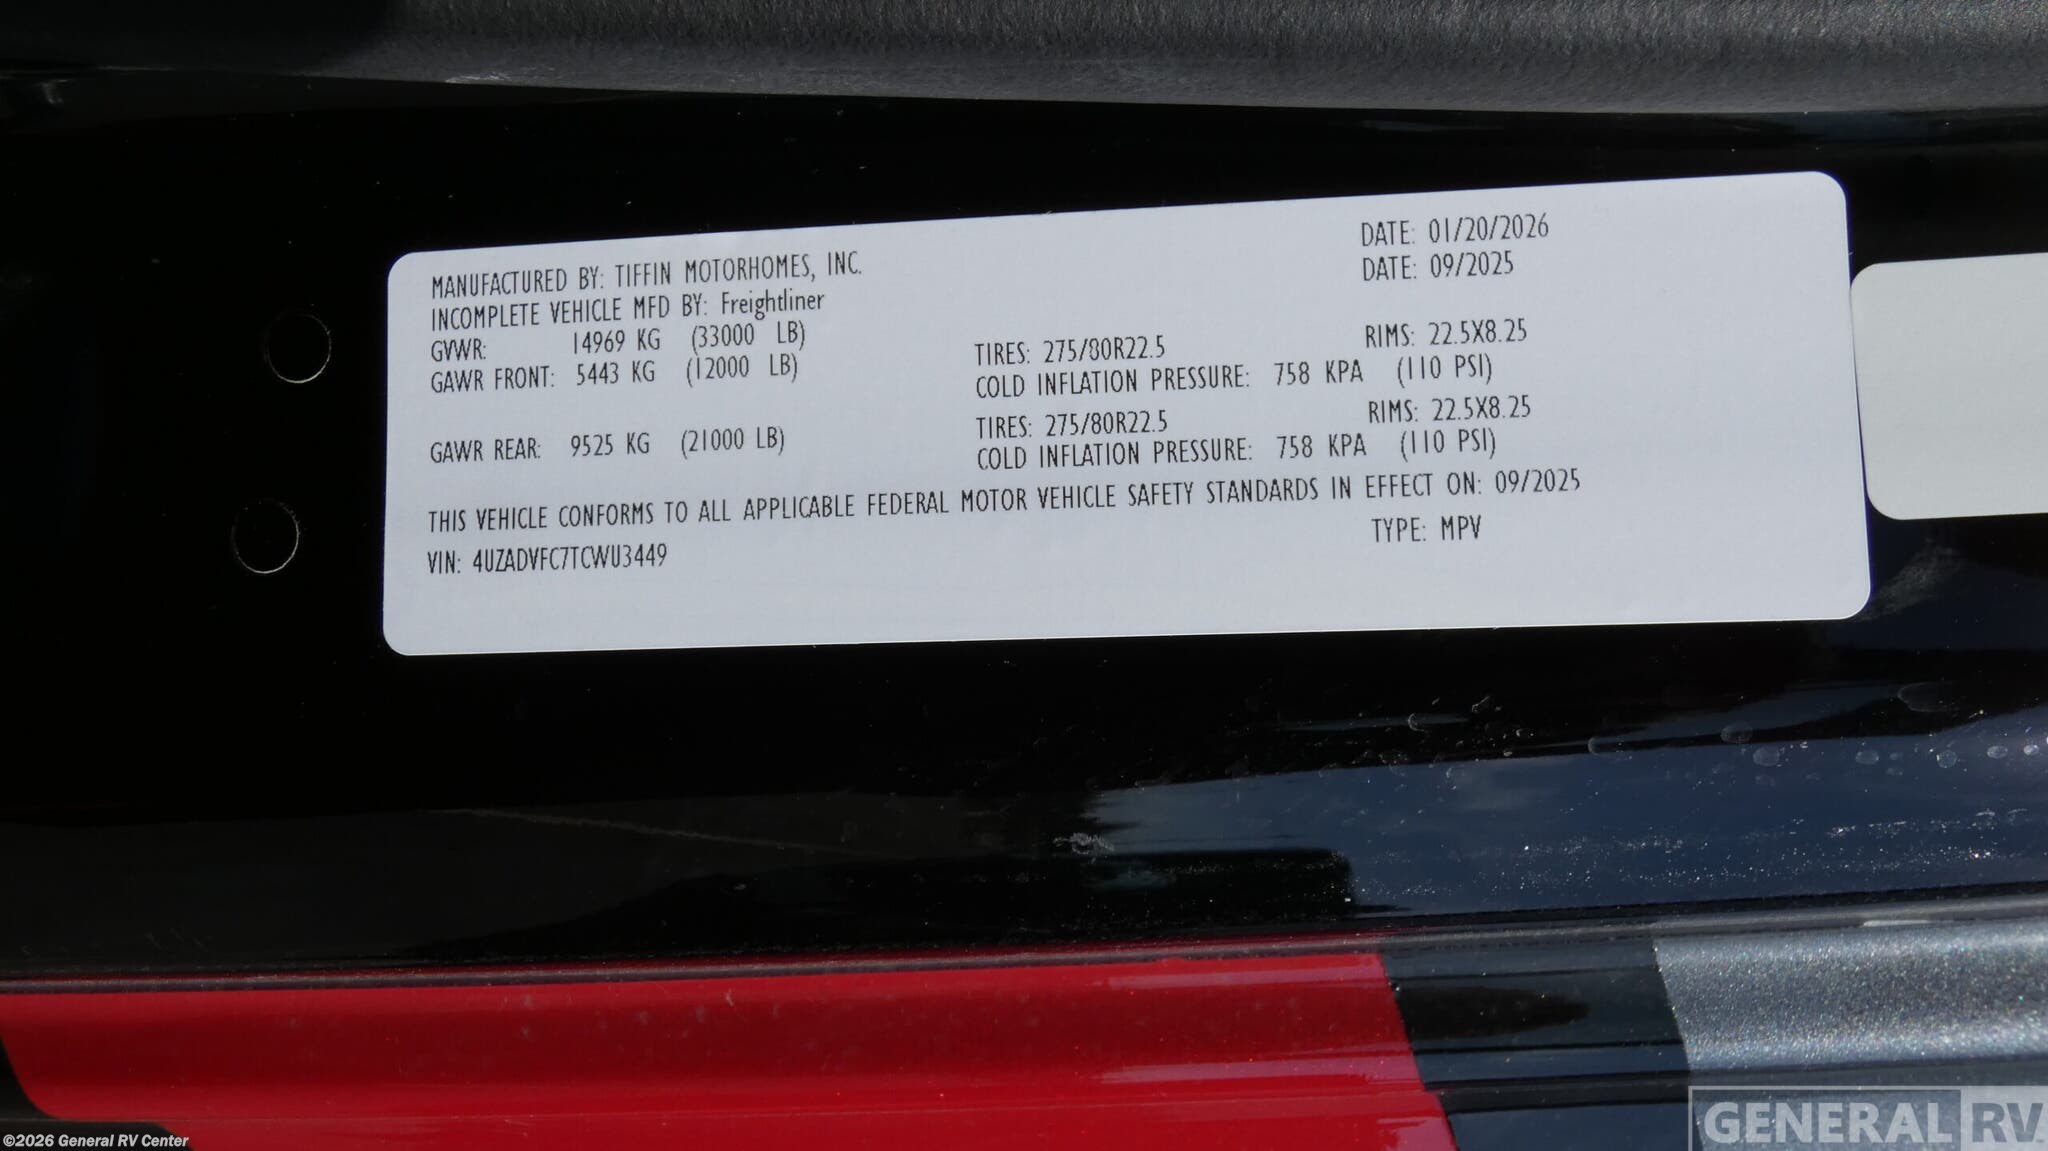 DATE: 01/20/2026
MANUFACTURED BY: TIFFIN MOTORHOMES, INC.
DATE: 09/2025
INCOMPLETE VEHICLE MFD BY: Freightliner
GVWR: 14969 KG (33000 LB)
TIRES: 275/80R22.5 RIMS: 22.5X8.25
GAWR FRONT: 5443 KG (12000 LB)
COLD INFLATION PRESSURE: 758 KPA (110 PSI)
TIRES: 275/80R22.5 RIMS: 22.5X8.25
GAWR REAR: 9525 KG (21000 LB)
COLD INFLATION PRESSURE: 758 KPA (110 PSI)
THIS VEHICLE CONFORMS TO ALL APPLICABLE FEDERAL MOTOR VEHICLE SAFETY STANDARDS IN EFFECT ON: 09/2025
VIN: 4UZADVFC7TCWU3449 TYPE: MPV
©2026 General RV Center
GENERAL RV